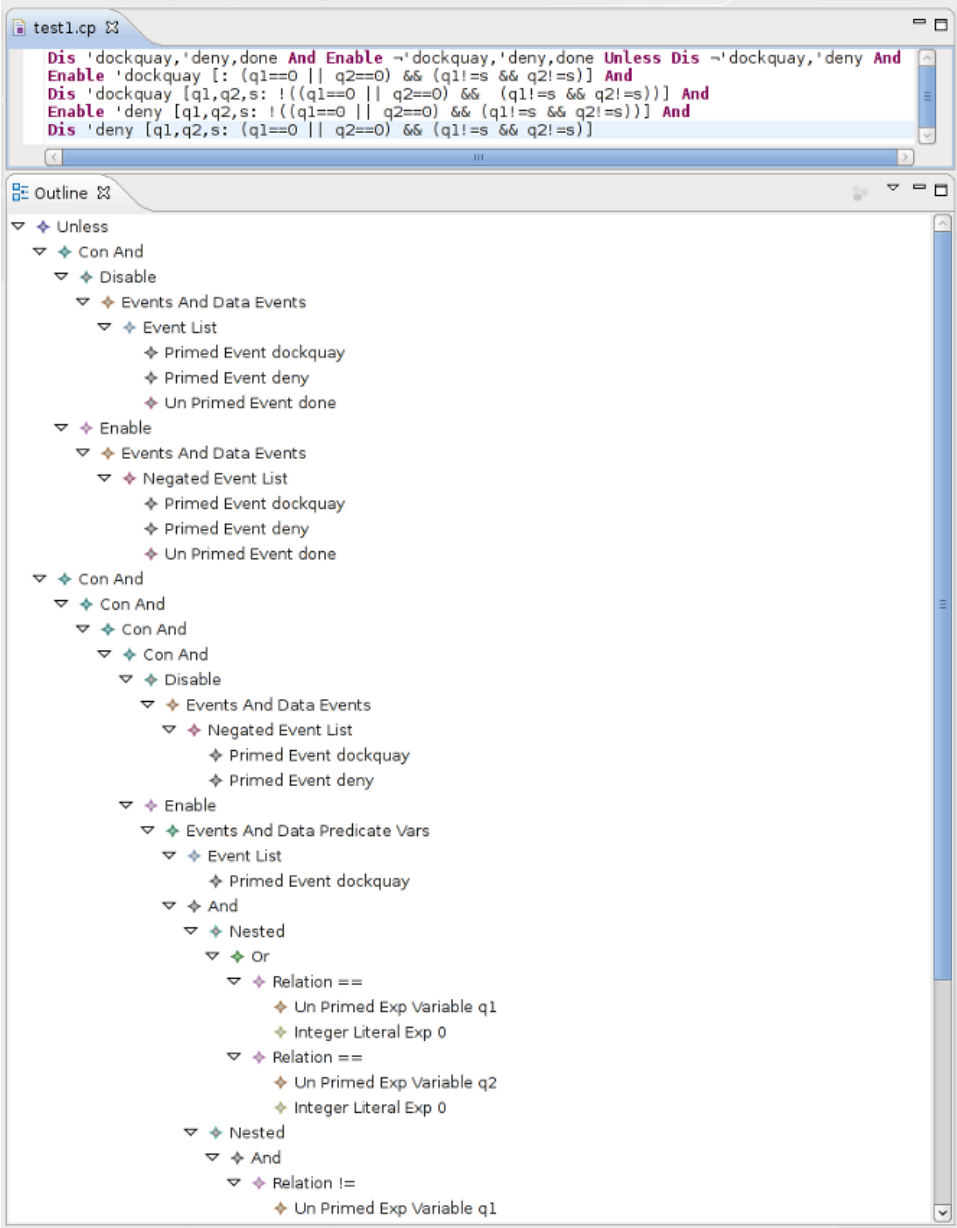 test1.cp
Dis 'dockquay,'deny,done And Enable ¬'dockquay,'deny,done Unless Dis ¬'dockquay,'deny And
Enable 'dockquay [: (q1==0 || q2==0) && (q1!=s && q2!=s)] And
Dis 'dockquay [q1,q2,s: !((q1==0 || q2==0) &&  (q1!=s && q2!=s))] And
Enable 'deny [q1,q2,s: !((q1==0 || q2==0) && (q1!=s && q2!=s))] And
Dis 'deny [q1,q2,s: (q1==0 || q2==0) && (q1!=s && q2!=s)]
Outline
Unless
Con And
Disable
Events And Data Events
Event List
Primed Event dockquay
Primed Event deny
Un Primed Event done
Enable
Events And Data Events
Negated Event List
Primed Event dockquay
Primed Event deny
Un Primed Event done
Con And
Con And
Con And
Con And
Disable
Events And Data Events
Negated Event List
Primed Event dockquay
Primed Event deny
Enable
Events And Data Predicate Vars
Event List
Primed Event dockquay
And
Nested
Or
Relation ==
Un Primed Exp Variable q1
Integer Literal Exp 0
Relation ==
Un Primed Exp Variable q2
Integer Literal Exp 0
Nested
And
Relation !=
Un Primed Exp Variable q1